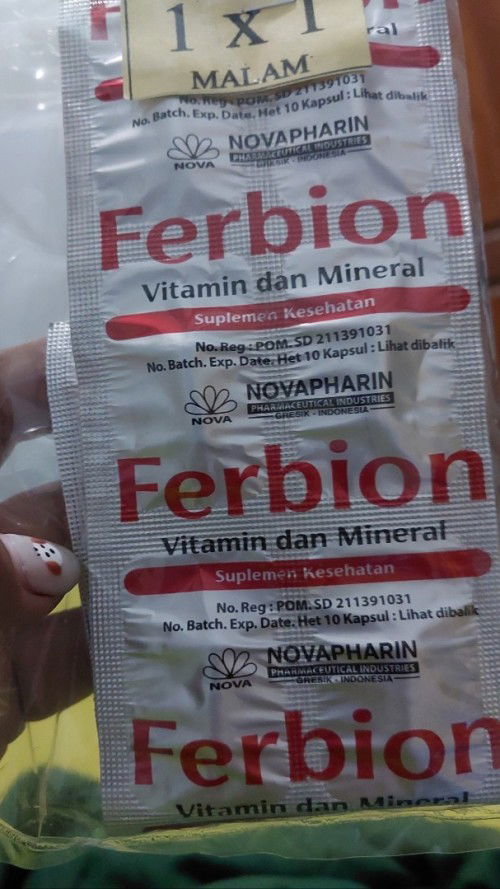 1 x 1
MALAM
ral
No. Reg : POM. SD 211391031
No. Batch. Exp. Date. Het 10 Kapsul : Lihat dibalik
NOVA
NOVAPHARIN
PHARMACEUTICAL INDUSTRIES
GRESIK - INDONESIA
Ferbion
Vitamin dan Mineral
Suplemen Kesehatan
No. Reg : POM. SD 211391031
No. Batch. Exp. Date. Het 10 Kapsul : Lihat dibalik
NOVA
NOVAPHARIN
PHARMACEUTICAL INDUSTRIES
GRESIK - INDONESIA
Ferbion
Vitamin dan Mineral
Suplemen Kesehatan
No. Reg : POM. SD 211391031
No. Batch. Exp. Date. Het 10 Kapsul : Lihat dibalik
NOVA
NOVAPHARIN
PHARMACEUTICAL INDUSTRIES
GRESIK - INDONESIA
Ferbion
Vitamin dan Mineral